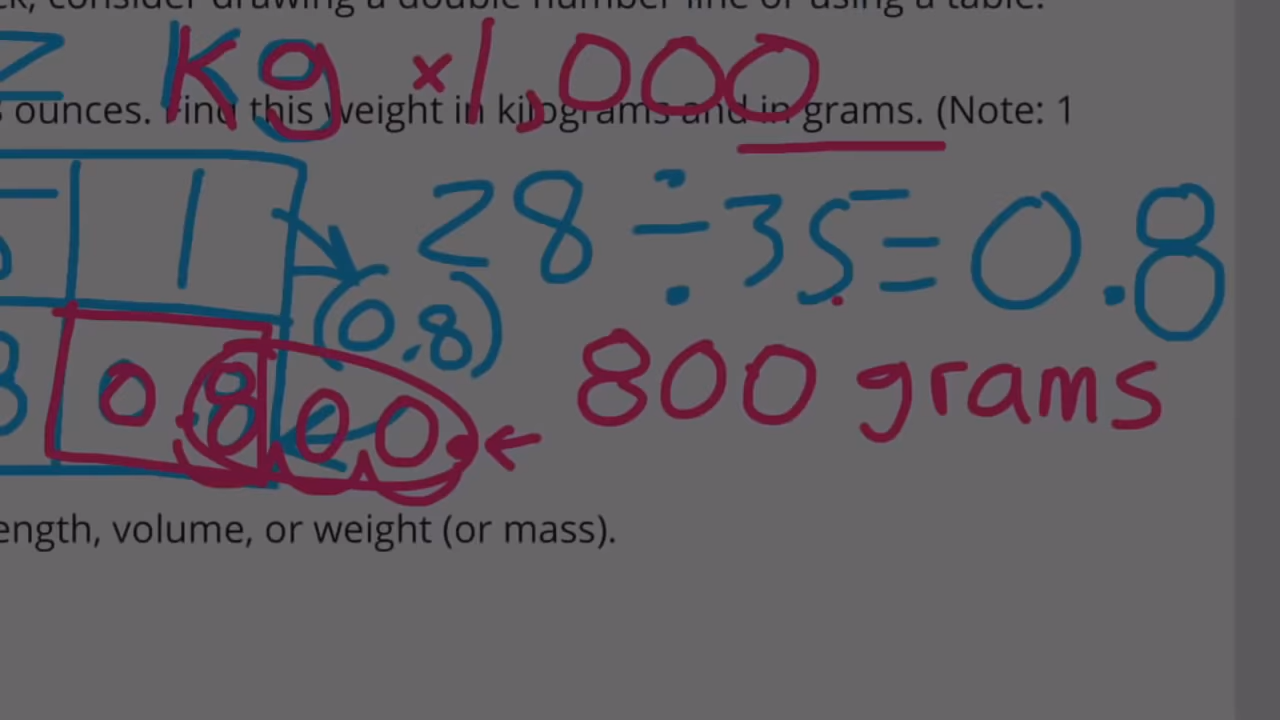 consider drawing a double number line or using a table.
z kg ×1,000
ounces. Find this weight in kilograms and in grams. (Note: 1
1 28 ÷ 35 = 0.8
(0.8)
0.800 ← 800 grams
ength, volume, or weight (or mass).